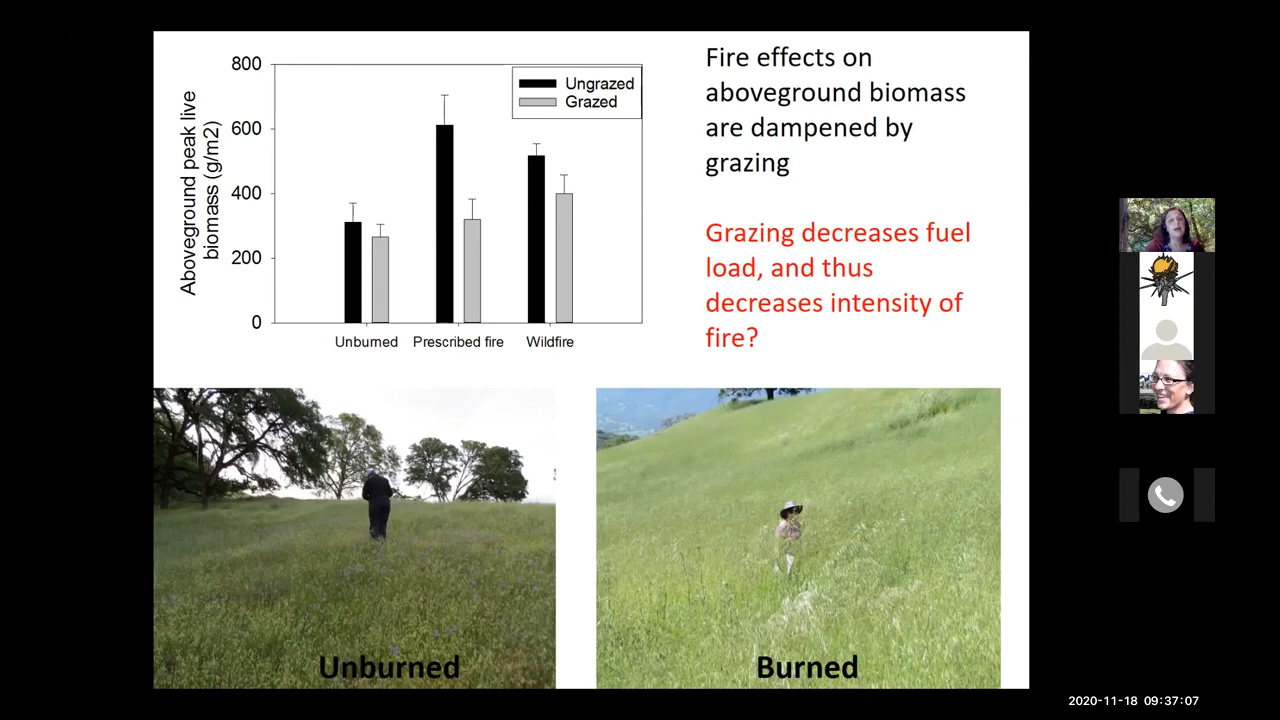 800
600
400
200
0
Aboveground peak live
biomass (g/m2)
Ungrazed
Grazed
Unburned
Prescribed fire
Wildfire
Fire effects on
aboveground biomass
are dampened by
grazing
Grazing decreases fuel
load, and thus
decreases intensity of
fire?
Unburned
Burned
2020-11-18 09:37:07